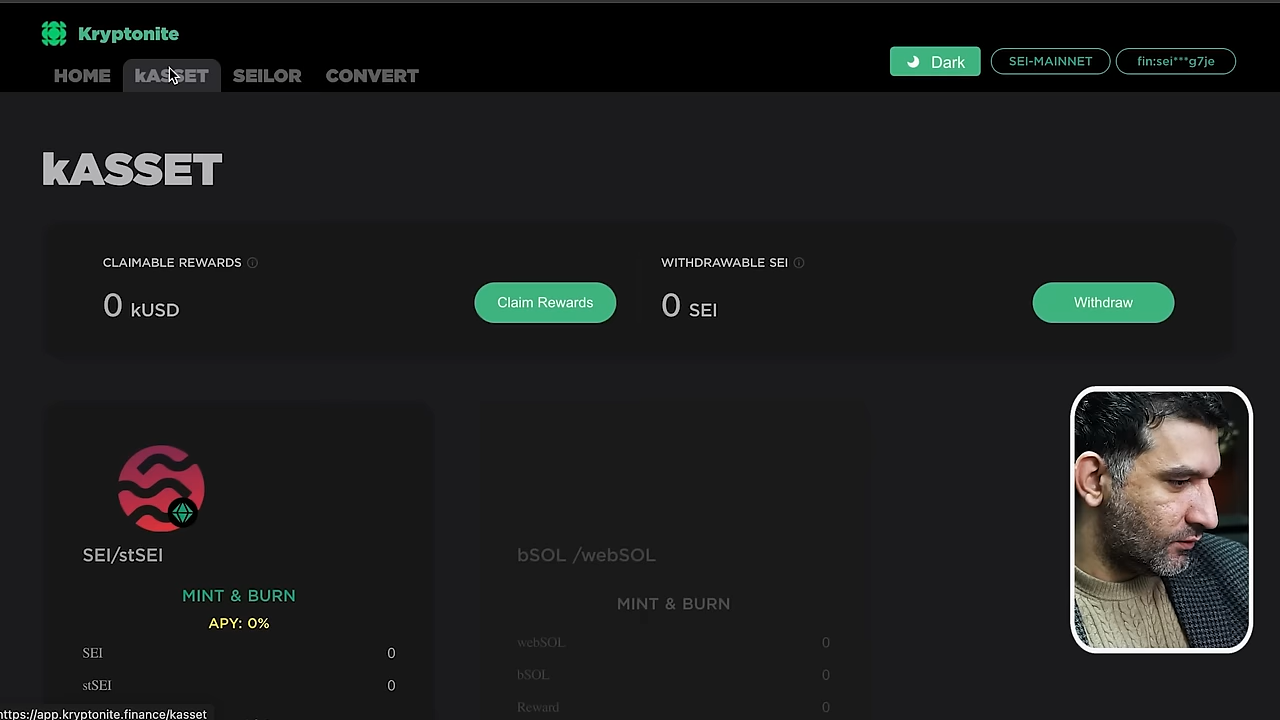 Kryptonite
HOME kASSET SEILOR CONVERT
Dark SEI-MAINNET fin:sei***g7je
kASSET
CLAIMABLE REWARDS
0 kUSD
Claim Rewards
WITHDRAWABLE SEI
0 SEI
Withdraw
SEI/stSEI
MINT & BURN
APY: 0%
SEI 0
stSEI 0
bSOL /webSOL
MINT & BURN
webSOL 0
bSOL 0
Reward 0
https://app.kryptonite.finance/kasset